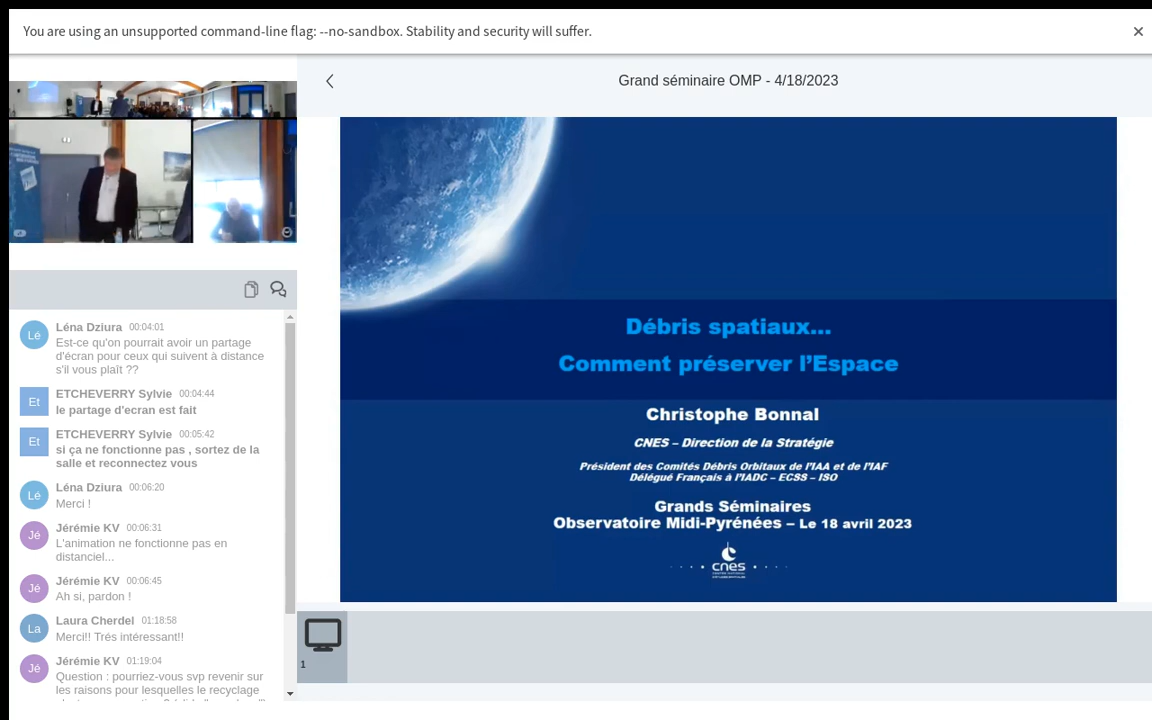 You are using an unsupported command-line flag: --no-sandbox. Stability and security will suffer.
Grand séminaire OMP - 4/18/2023
Débris spatiaux...
Comment préserver l'Espace
Christophe Bonnal
CNES – Direction de la Stratégie
Président des Comités Débris Orbitaux de l'IAA et de l'IAF
Délégué Français à l'IADC – ECSS – ISO
Grands Séminaires
Observatoire Midi-Pyrénées – Le 18 avril 2023
cnes
Lé
Léna Dziura 00:04:01
Est-ce qu'on pourrait avoir un partage
d'écran pour ceux qui suivent à distance
s'il vous plaît ??
Et
ETCHEVERRY Sylvie 00:04:44
le partage d'ecran est fait
Et
ETCHEVERRY Sylvie 00:05:42
si ça ne fonctionne pas , sortez de la
salle et reconnectez vous
Lé
Léna Dziura 00:06:20
Merci !
Jé
Jérémie KV 00:06:31
L'animation ne fonctionne pas en
distanciel...
Jé
Jérémie KV 00:06:45
Ah si, pardon !
La
Laura Cherdel 01:18:58
Merci!! Trés intéressant!!
Jé
Jérémie KV 01:19:04
Question : pourriez-vous svp revenir sur
les raisons pour lesquelles le recyclage
1